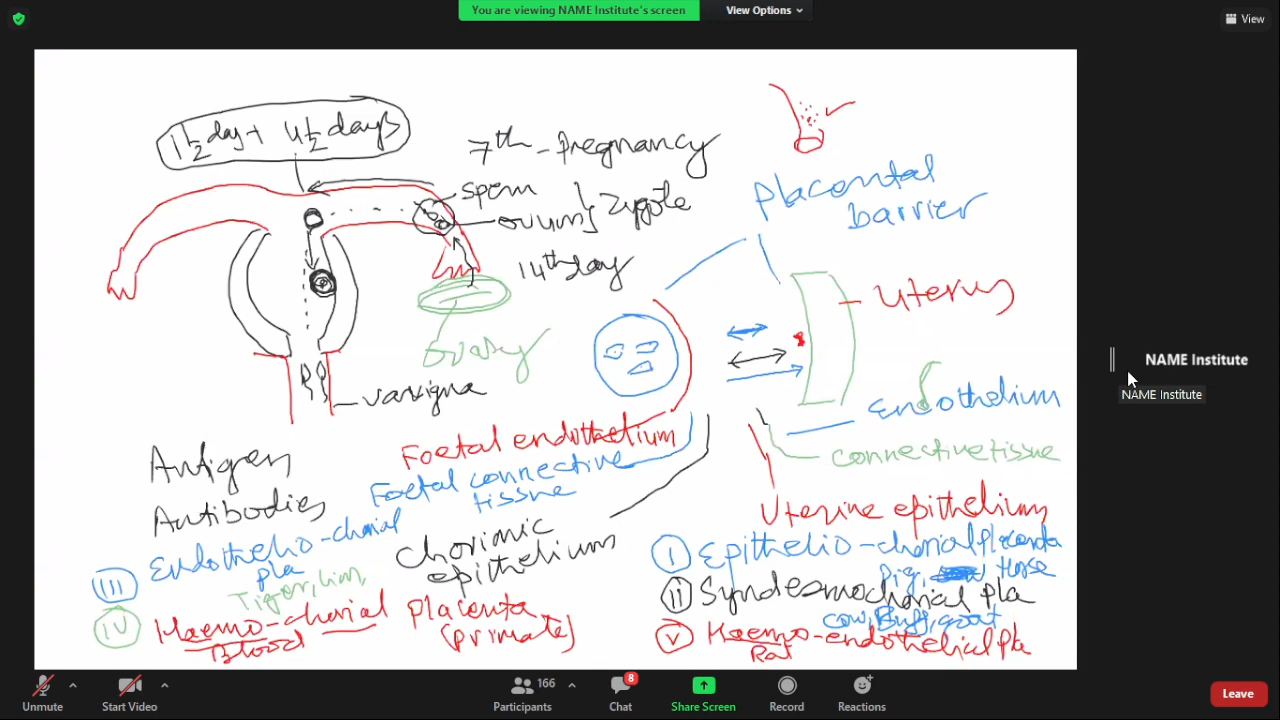 You are viewing NAME Institute's screen
View Options
View
1½ day + 4½ days
7th - Pregnancy
sperm
ovum } Zygote
14th day
ovary
varigna
Placental
barrier
Uterus
Endothelium
connective tissue
Uterine epithelium
Foetal endothelium
Foetal connective
tissue
Chorionic
epithelium
Antigen
Antibodies
III Endothelio-chorial
pla
Tiger, lion,
IV Haemo-chorial Placenta
Blood
(Primate)
I Epithelio-chorial Placenta
Pig, Horse
II Syndesmochorial pla
cow, Buff, goat
V Haemo-endothelial Pla
Rat
NAME Institute
NAME Institute
Unmute
Start Video
166
Participants
8
Chat
Share Screen
Record
Reactions
Leave